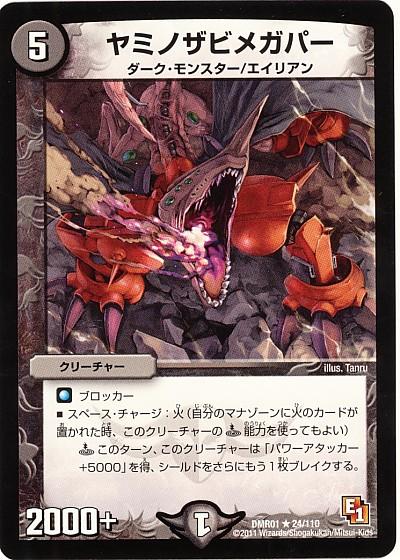 5
ヤミノザビメガパー
ダーク・モンスター/エイリアン
クリーチャー
illus. Tanru
ブロッカー
■ スペース・チャージ：火（自分のマナゾーンに火のカードが
置かれた時、このクリーチャーの 能力を使ってもよい）
このターン、このクリーチャーは「パワーアタッカー
+5000」を得、シールドをさらにもう1枚ブレイクする。
2000+
1
DMR01 ★ 24/110
©2011 Wizards/Shogakukan/Mitsui-Kids
E1